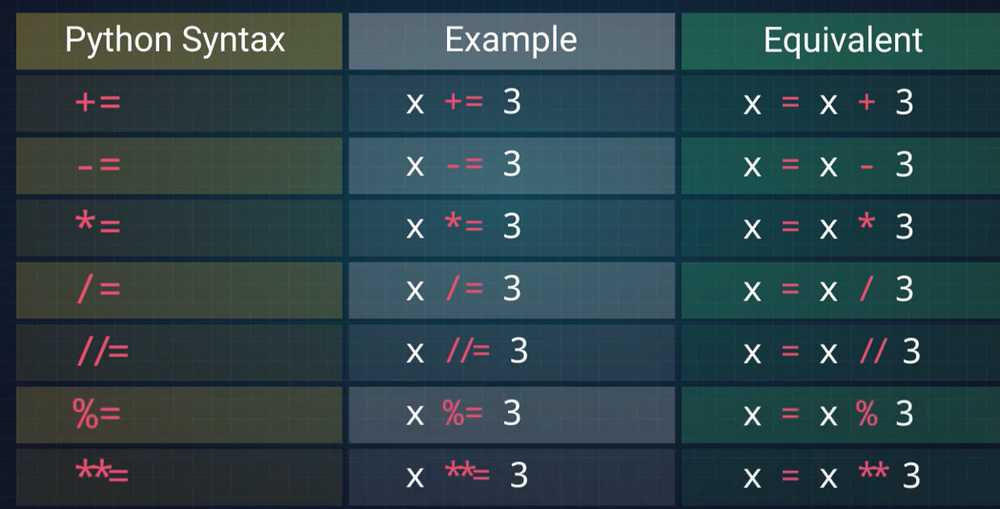 Python Syntax Example Equivalent
+= x += 3 x = x + 3
-= x -= 3 x = x - 3
*= x *= 3 x = x * 3
/= x /= 3 x = x / 3
//= x //= 3 x = x // 3
%= x %= 3 x = x % 3
**= x **= 3 x = x ** 3